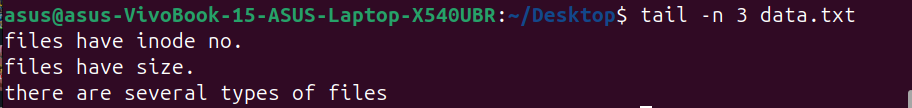 asus@asus-VivoBook-15-ASUS-Laptop-X540UBR:~/Desktop$ tail -n 3 data.txt
files have inode no.
files have size.
there are several types of files